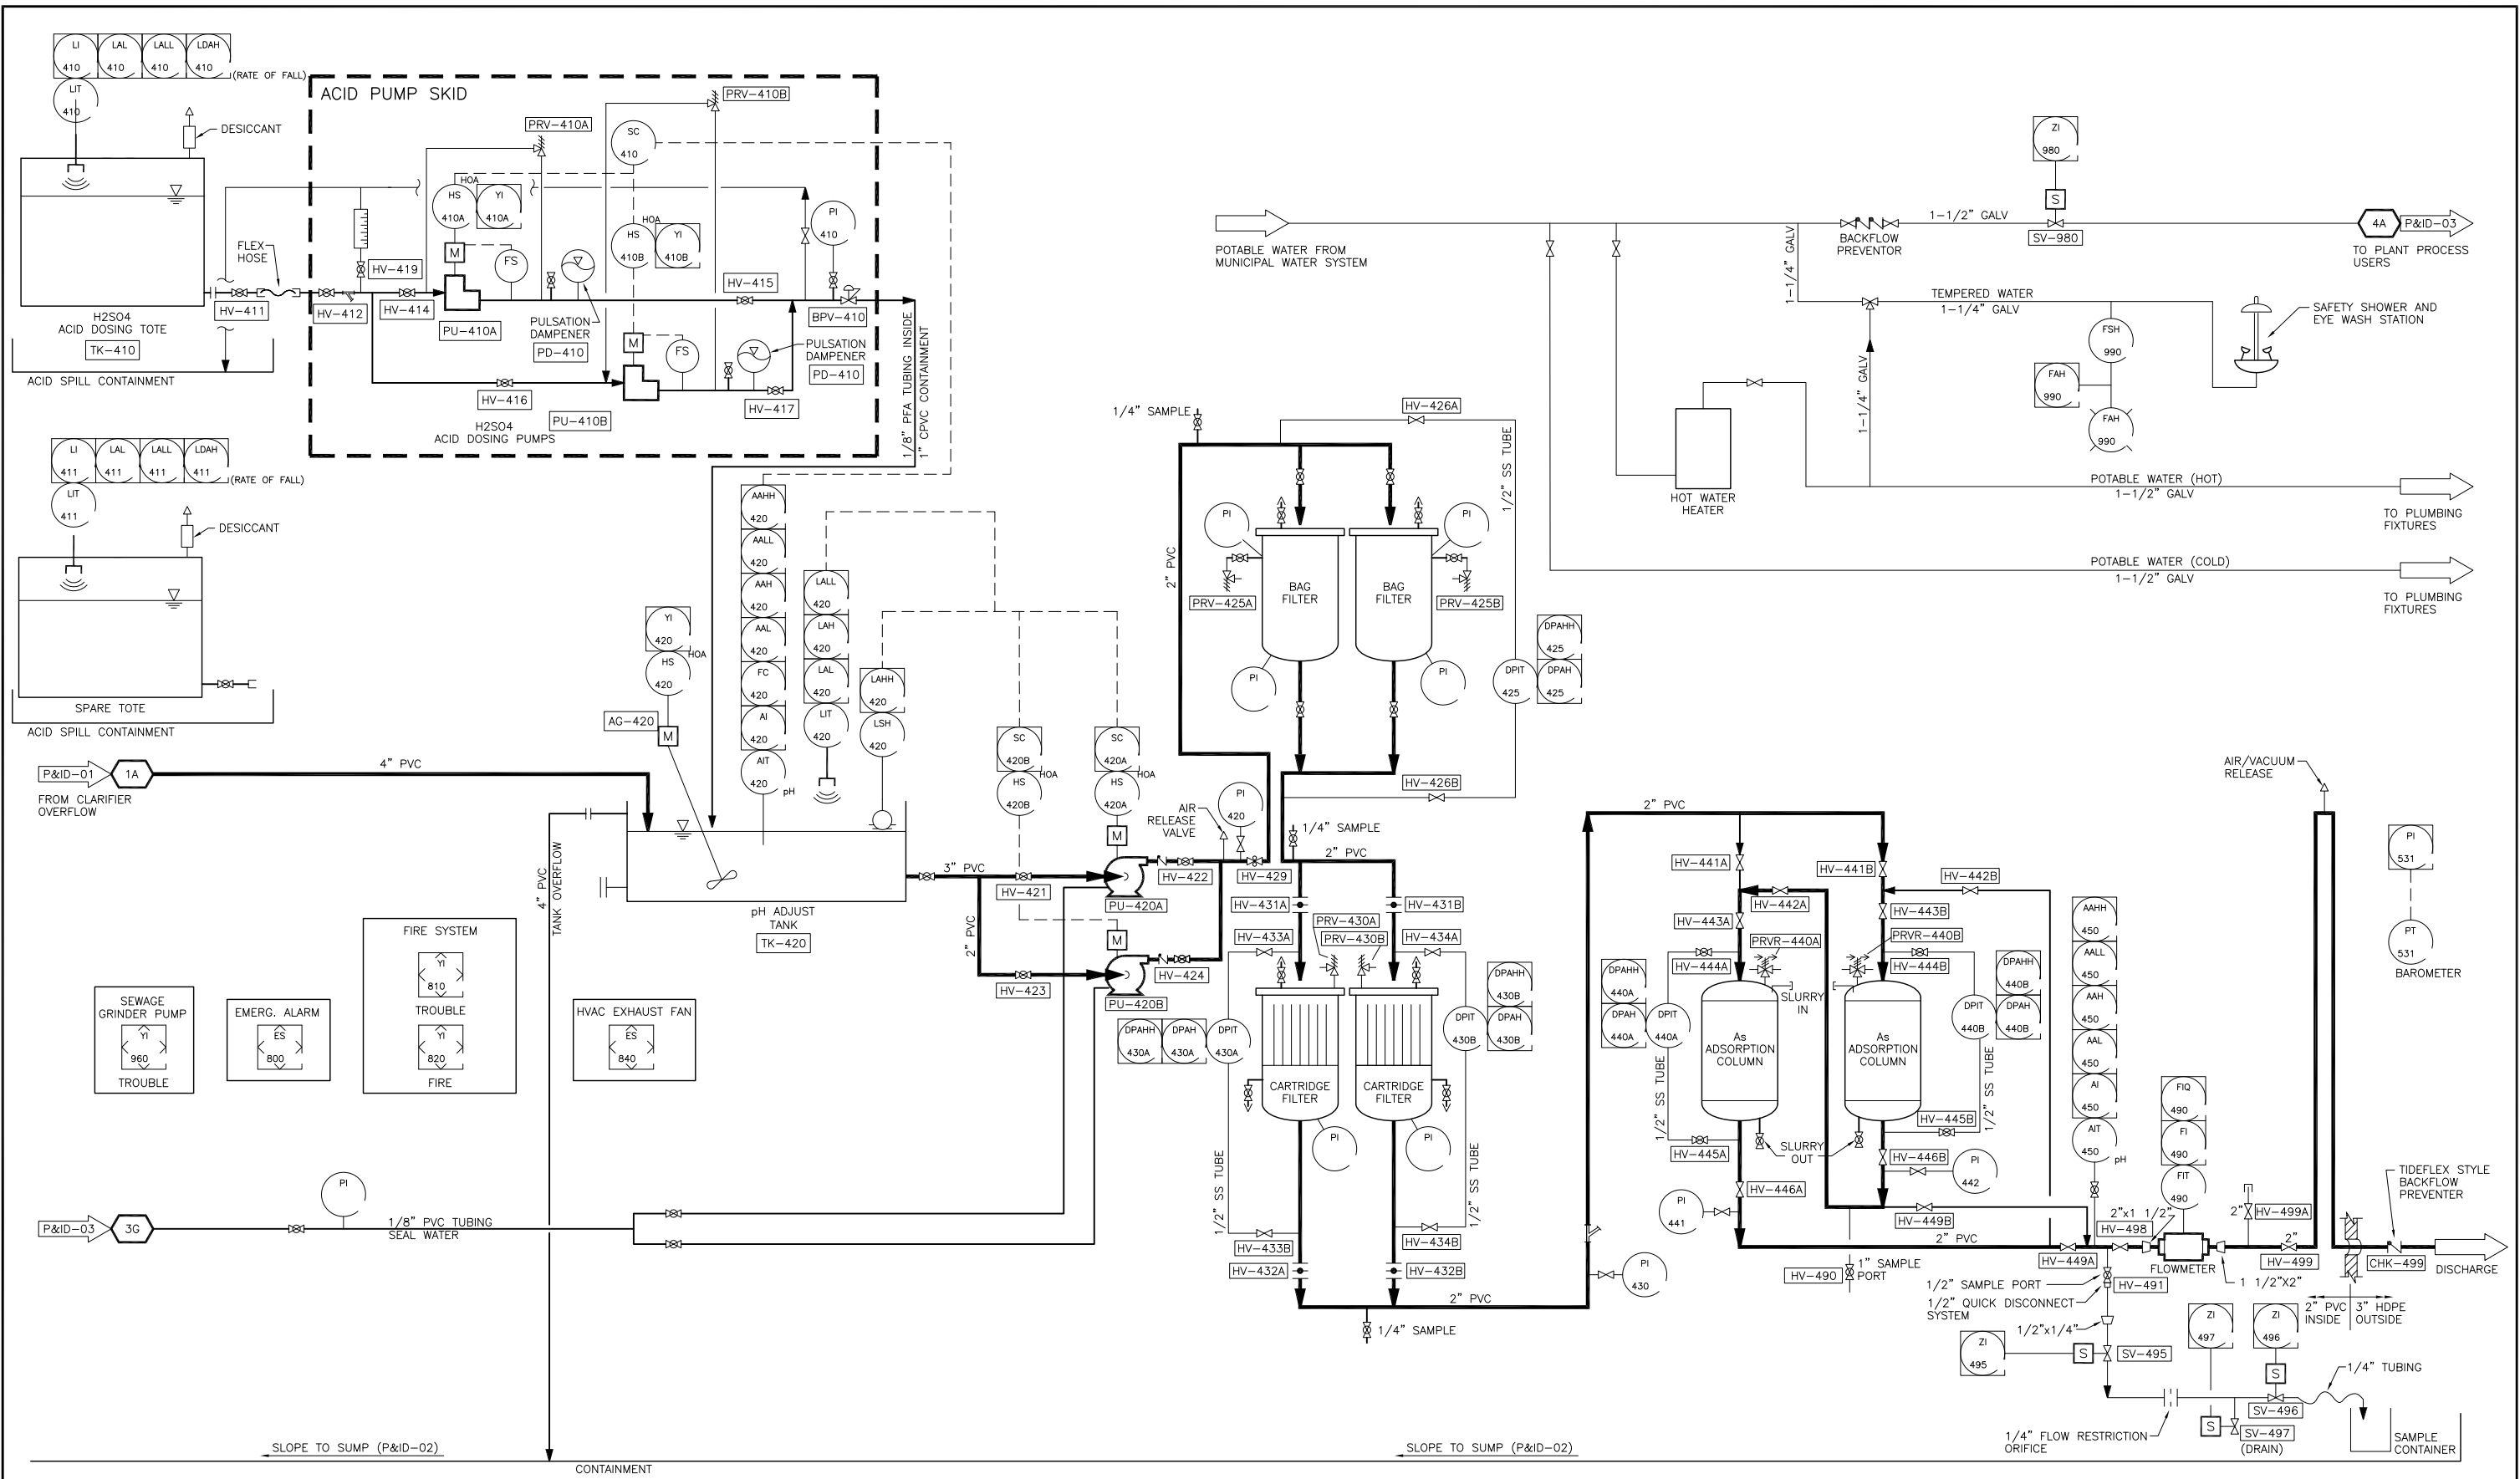 LI
410
LAL
410
LALL
410
LDAH
410
(RATE OF FALL)
LIT
410
DESICCANT
H2SO4
ACID DOSING TOTE
TK-410
ACID SPILL CONTAINMENT
FLEX
HOSE
HV-411
ACID PUMP SKID
PRV-410A
PRV-410B
SC
410
HOA
HS
410A
YI
410A
HOA
HS
410B
YI
410B
M
FS
M
FS
PI
410
HV-419
HV-412
HV-414
PU-410A
PULSATION
DAMPENER
PD-410
HV-415
BPV-410
PULSATION
DAMPENER
PD-410
HV-416
PU-410B
HV-417
H2SO4
ACID DOSING PUMPS
1/8" PFA TUBING INSIDE
1" CPVC CONTAINMENT
LI
411
LAL
411
LALL
411
LDAH
411
(RATE OF FALL)
LIT
411
DESICCANT
SPARE TOTE
ACID SPILL CONTAINMENT
POTABLE WATER FROM
MUNICIPAL WATER SYSTEM
1-1/4" GALV
BACKFLOW
PREVENTOR
1-1/2" GALV
ZI
980
S
SV-980
4A
P&ID-03
TO PLANT PROCESS
USERS
TEMPERED WATER
1-1/4" GALV
SAFETY SHOWER AND
EYE WASH STATION
FSH
990
FAH
990
FAH
990
1-1/4" GALV
HOT WATER
HEATER
POTABLE WATER (HOT)
1-1/2" GALV
TO PLUMBING
FIXTURES
POTABLE WATER (COLD)
1-1/2" GALV
TO PLUMBING
FIXTURES
P&ID-01
1A
FROM CLARIFIER
OVERFLOW
4" PVC
4" PVC
TANK OVERFLOW
YI
420
HS
420
HOA
AG-420
M
AAHH
420
AALL
420
AAH
420
AAL
420
FC
420
AI
420
AIT
420
pH
LALL
420
LAH
420
LAL
420
LIT
420
LAHH
420
LSH
420
pH ADJUST
TANK
TK-420
SC
420B
HS
420B
HOA
SC
420A
HS
420A
HOA
M
M
3" PVC
2" PVC
HV-421
HV-423
PU-420A
PU-420B
HV-422
HV-424
AIR
RELEASE
VALVE
PI
420
HV-429
1/4" SAMPLE
2" PVC
HV-426A
1/2" SS TUBE
PI
PI
BAG
FILTER
BAG
FILTER
PRV-425A
PRV-425B
PI
PI
DPIT
425
DPAHH
425
DPAH
425
HV-426B
1/4" SAMPLE
2" PVC
HV-431A
HV-431B
HV-433A
PRV-430A
PRV-430B
HV-434A
DPAHH
430A
DPAH
430A
DPIT
430A
DPIT
430B
DPAHH
430B
DPAH
430B
CARTRIDGE
FILTER
CARTRIDGE
FILTER
PI
PI
1/2" SS TUBE
1/2" SS TUBE
HV-433B
HV-434B
HV-432A
HV-432B
2" PVC
1/4" SAMPLE
PI
430
2" PVC
HV-441A
HV-441B
HV-442A
HV-442B
HV-443A
HV-443B
PRVR-440A
PRVR-440B
HV-444A
HV-444B
DPAHH
440A
DPAH
440A
DPIT
440A
SLURRY
IN
DPIT
440B
DPAHH
440B
DPAH
440B
As
ADSORPTION
COLUMN
As
ADSORPTION
COLUMN
1/2" SS TUBE
1/2" SS TUBE
HV-445A
HV-445B
SLURRY
OUT
HV-446A
HV-446B
PI
441
PI
442
HV-449B
2" PVC
HV-449A
HV-490
1" SAMPLE
PORT
AAHH
450
AALL
450
AAH
450
AAL
450
AI
450
AIT
450
pH
FIQ
490
FI
490
FIT
490
HV-498
2"x1 1/2"
FLOWMETER
1 1/2"X2"
2"
HV-499A
2"
HV-499
AIR/VACUUM
RELEASE
PI
531
PT
531
BAROMETER
TIDEFLEX STYLE
BACKFLOW
PREVENTER
CHK-499
DISCHARGE
2" PVC
INSIDE
3" HDPE
OUTSIDE
1/2" SAMPLE PORT
HV-491
1/2" QUICK DISCONNECT
SYSTEM
1/2"x1/4"
ZI
495
S
SV-495
1/4" FLOW RESTRICTION
ORIFICE
ZI
497
S
SV-497
(DRAIN)
ZI
496
S
SV-496
1/4" TUBING
SAMPLE
CONTAINER
SEWAGE
GRINDER PUMP
YI
960
TROUBLE
EMERG. ALARM
ES
800
FIRE SYSTEM
YI
810
TROUBLE
YI
820
FIRE
HVAC EXHAUST FAN
ES
840
P&ID-03
3G
PI
1/8" PVC TUBING
SEAL WATER
SLOPE TO SUMP (P&ID-02)
SLOPE TO SUMP (P&ID-02)
CONTAINMENT